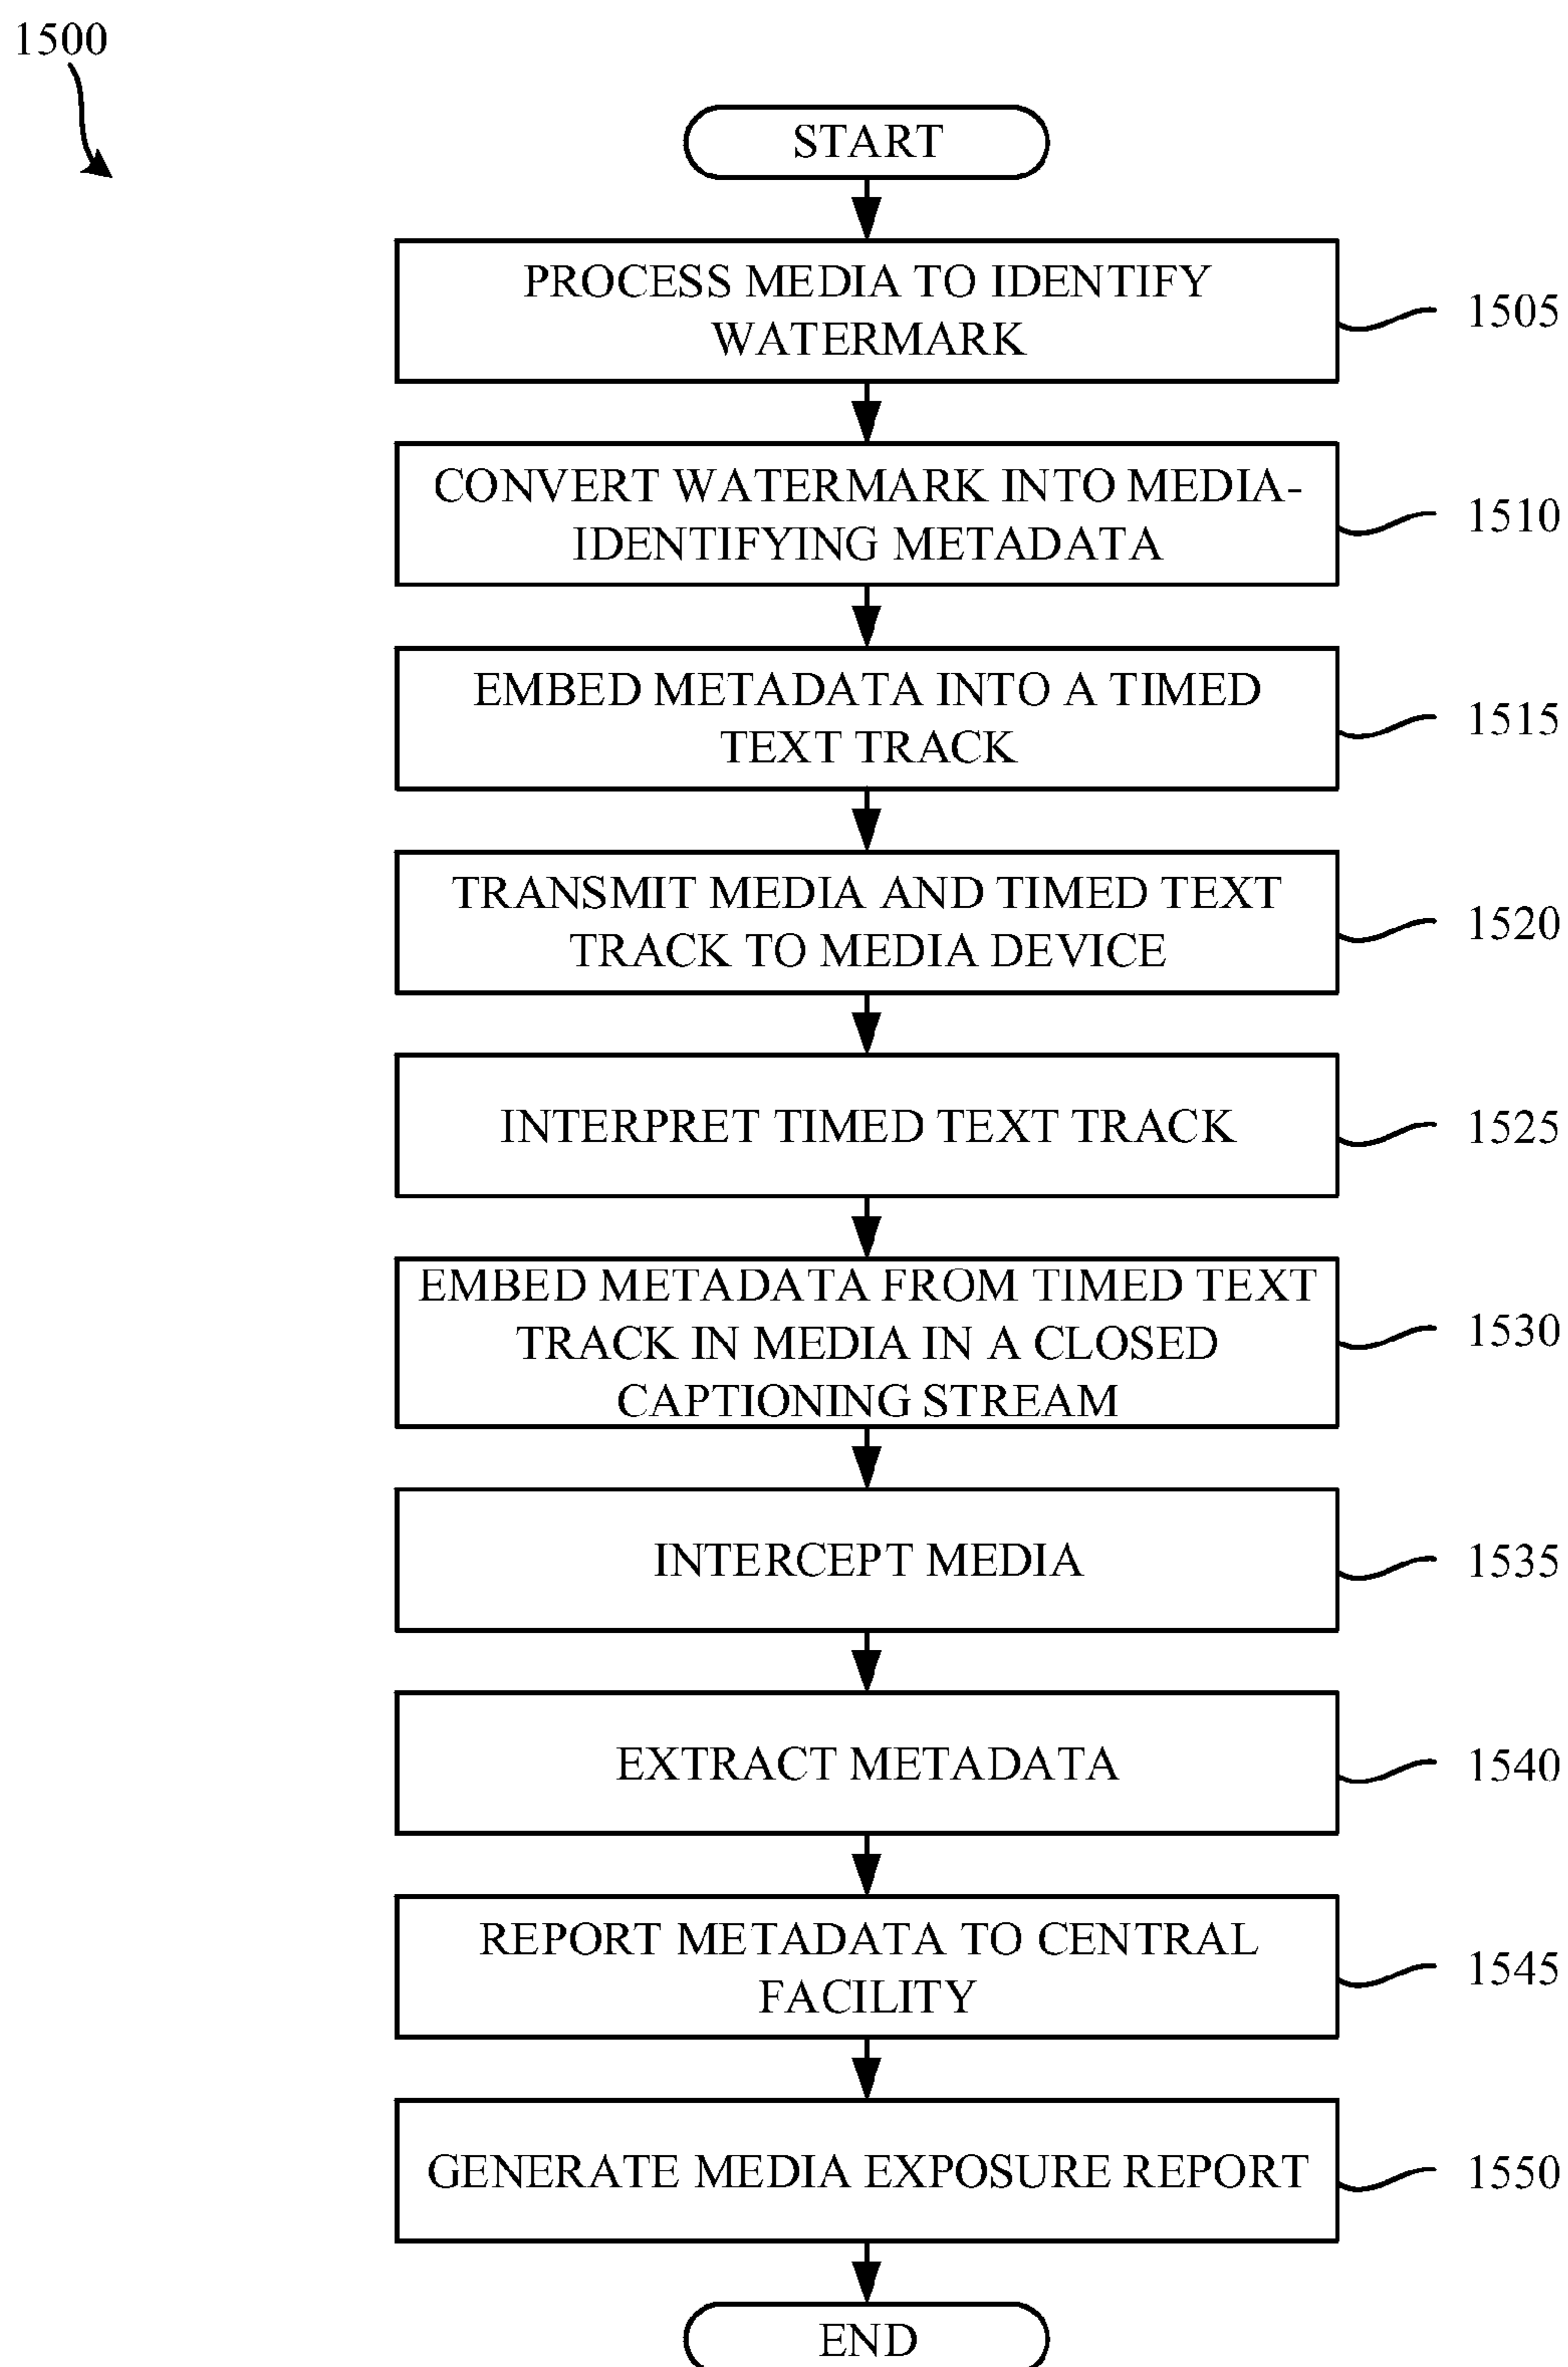 1500
START
PROCESS MEDIA TO IDENTIFY
WATERMARK
1505
CONVERT WATERMARK INTO MEDIA-
IDENTIFYING METADATA
1510
EMBED METADATA INTO A TIMED
TEXT TRACK
1515
TRANSMIT MEDIA AND TIMED TEXT
TRACK TO MEDIA DEVICE
1520
INTERPRET TIMED TEXT TRACK
1525
EMBED METADATA FROM TIMED TEXT
TRACK IN MEDIA IN A CLOSED
CAPTIONING STREAM
1530
INTERCEPT MEDIA
1535
EXTRACT METADATA
1540
REPORT METADATA TO CENTRAL
FACILITY
1545
GENERATE MEDIA EXPOSURE REPORT
1550
END